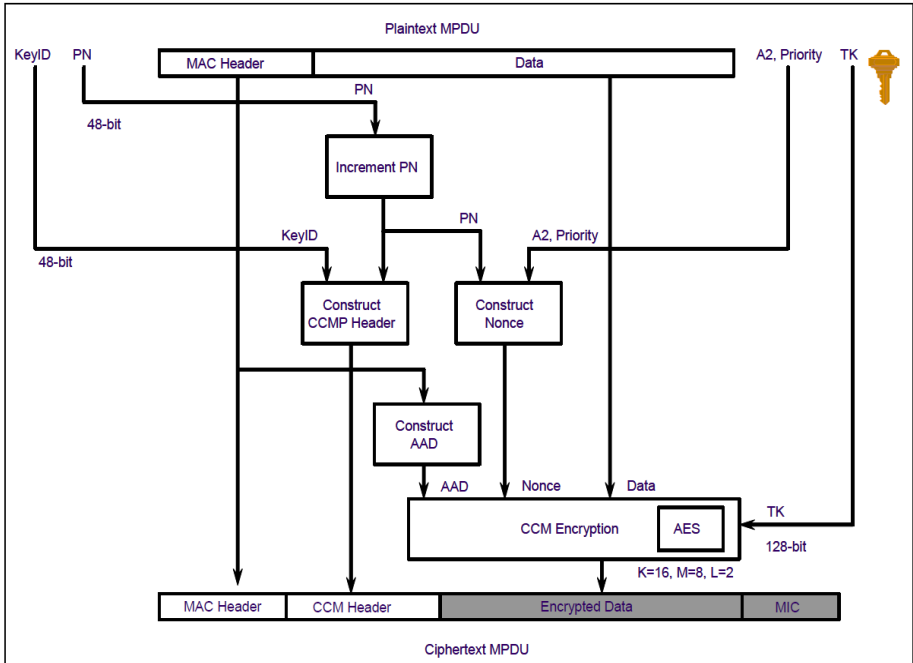 Plaintext MPDU
KeyID
PN
A2, Priority
TK
MAC Header
Data
PN
48-bit
Increment PN
PN
KeyID
A2, Priority
48-bit
Construct
CCMP Header
Construct
Nonce
Construct
AAD
AAD
Nonce
Data
TK
CCM Encryption
AES
128-bit
K=16, M=8, L=2
MAC Header
CCM Header
Encrypted Data
MIC
Ciphertext MPDU